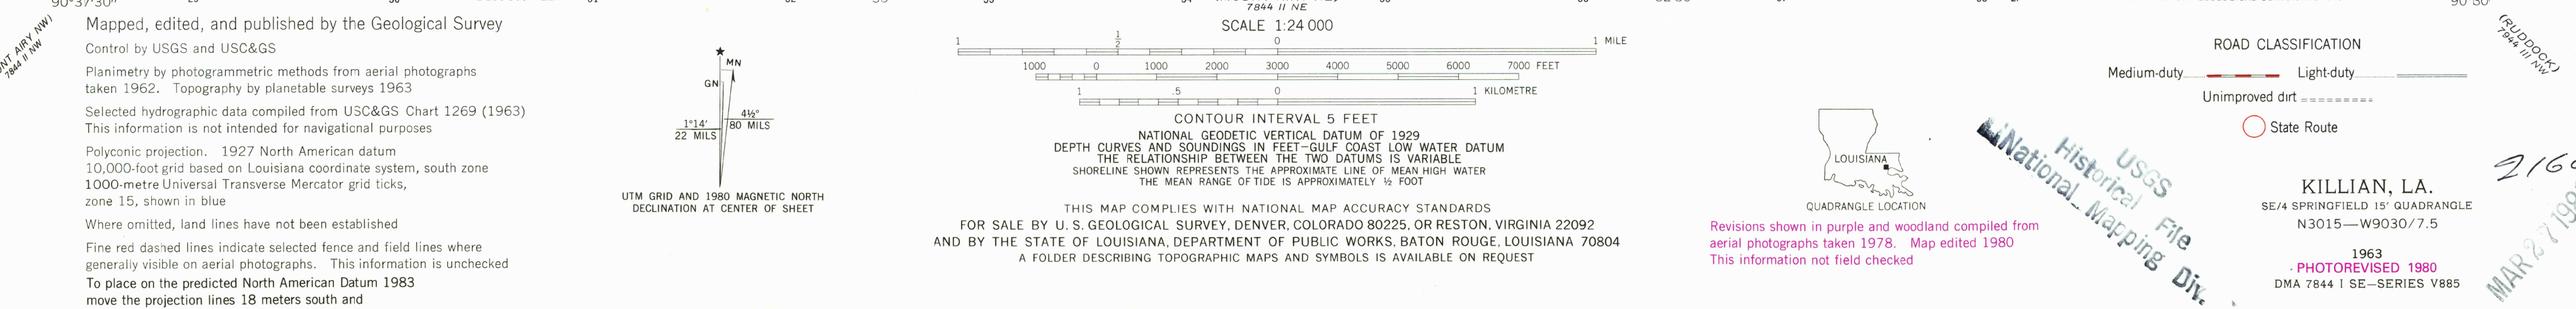 90°37'30"
7844 II NW
Mapped, edited, and published by the Geological Survey
Control by USGS and USC&GS
Planimetry by photogrammetric methods from aerial photographs
taken 1962. Topography by planetable surveys 1963
Selected hydrographic data compiled from USC&GS Chart 1269 (1963)
This information is not intended for navigational purposes
Polyconic projection. 1927 North American datum
10,000-foot grid based on Louisiana coordinate system, south zone
1000-metre Universal Transverse Mercator grid ticks,
zone 15, shown in blue
Where omitted, land lines have not been established
Fine red dashed lines indicate selected fence and field lines where
generally visible on aerial photographs. This information is unchecked
To place on the predicted North American Datum 1983
move the projection lines 18 meters south and
MN
GN
1°14'
22 MILS
4½°
80 MILS
UTM GRID AND 1980 MAGNETIC NORTH
DECLINATION AT CENTER OF SHEET
7844 II NE
SCALE 1:24 000
1 ½ 0 1 MILE
1000 0 1000 2000 3000 4000 5000 6000 7000 FEET
1 .5 0 1 KILOMETRE
CONTOUR INTERVAL 5 FEET
NATIONAL GEODETIC VERTICAL DATUM OF 1929
DEPTH CURVES AND SOUNDINGS IN FEET—GULF COAST LOW WATER DATUM
THE RELATIONSHIP BETWEEN THE TWO DATUMS IS VARIABLE
SHORELINE SHOWN REPRESENTS THE APPROXIMATE LINE OF MEAN HIGH WATER
THE MEAN RANGE OF TIDE IS APPROXIMATELY ½ FOOT
THIS MAP COMPLIES WITH NATIONAL MAP ACCURACY STANDARDS
FOR SALE BY U. S. GEOLOGICAL SURVEY, DENVER, COLORADO 80225, OR RESTON, VIRGINIA 22092
AND BY THE STATE OF LOUISIANA, DEPARTMENT OF PUBLIC WORKS, BATON ROUGE, LOUISIANA 70804
A FOLDER DESCRIBING TOPOGRAPHIC MAPS AND SYMBOLS IS AVAILABLE ON REQUEST
LOUISIANA
QUADRANGLE LOCATION
Revisions shown in purple and woodland compiled from
aerial photographs taken 1978. Map edited 1980
This information not field checked
USGS
Historical File
National Mapping Div.
ROAD CLASSIFICATION
Medium-duty Light-duty
Unimproved dirt
State Route
(RUDDOCK)
7944 III NW
KILLIAN, LA.
SE/4 SPRINGFIELD 15' QUADRANGLE
N3015—W9030/7.5
1963
PHOTOREVISED 1980
DMA 7844 I SE—SERIES V885